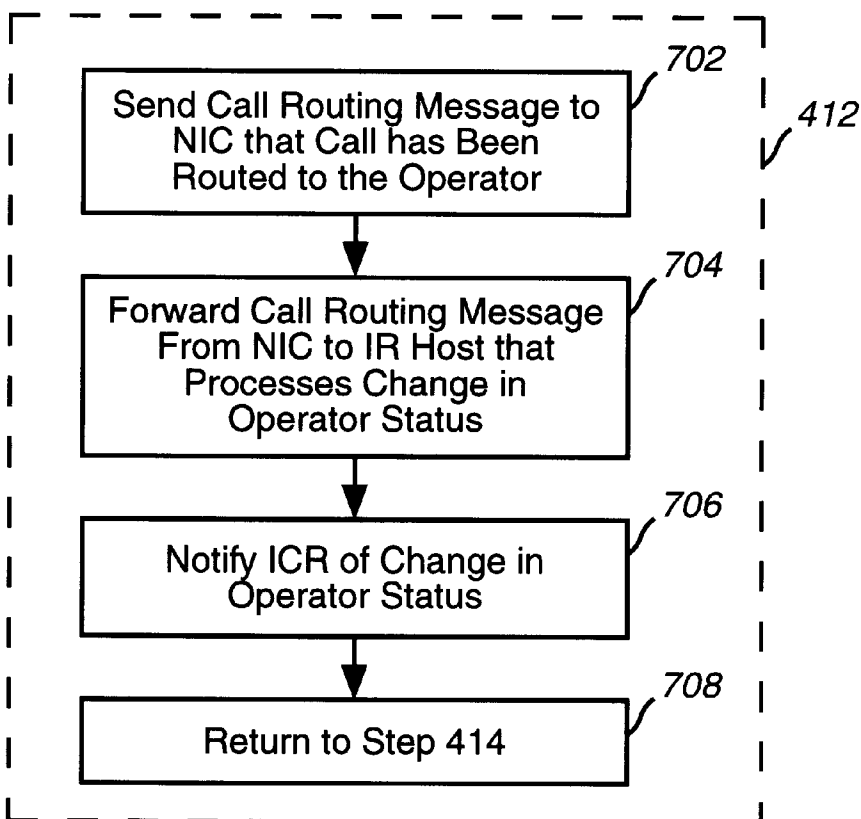 702
Send Call Routing Message to
NIC that Call has Been
Routed to the Operator
412
704
Forward Call Routing Message
From NIC to IR Host that
Processes Change in
Operator Status
706
Notify ICR of Change in
Operator Status
708
Return to Step 414